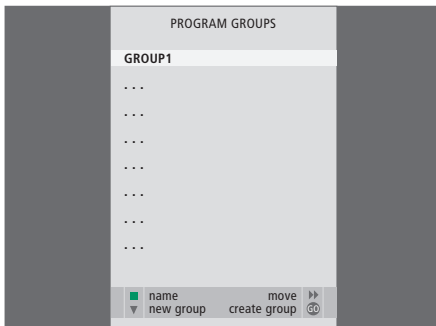 PROGRAM GROUPS
GROUP1
. . .
. . .
. . .
. . .
. . .
. . .
. . .
name move
new group create group GO